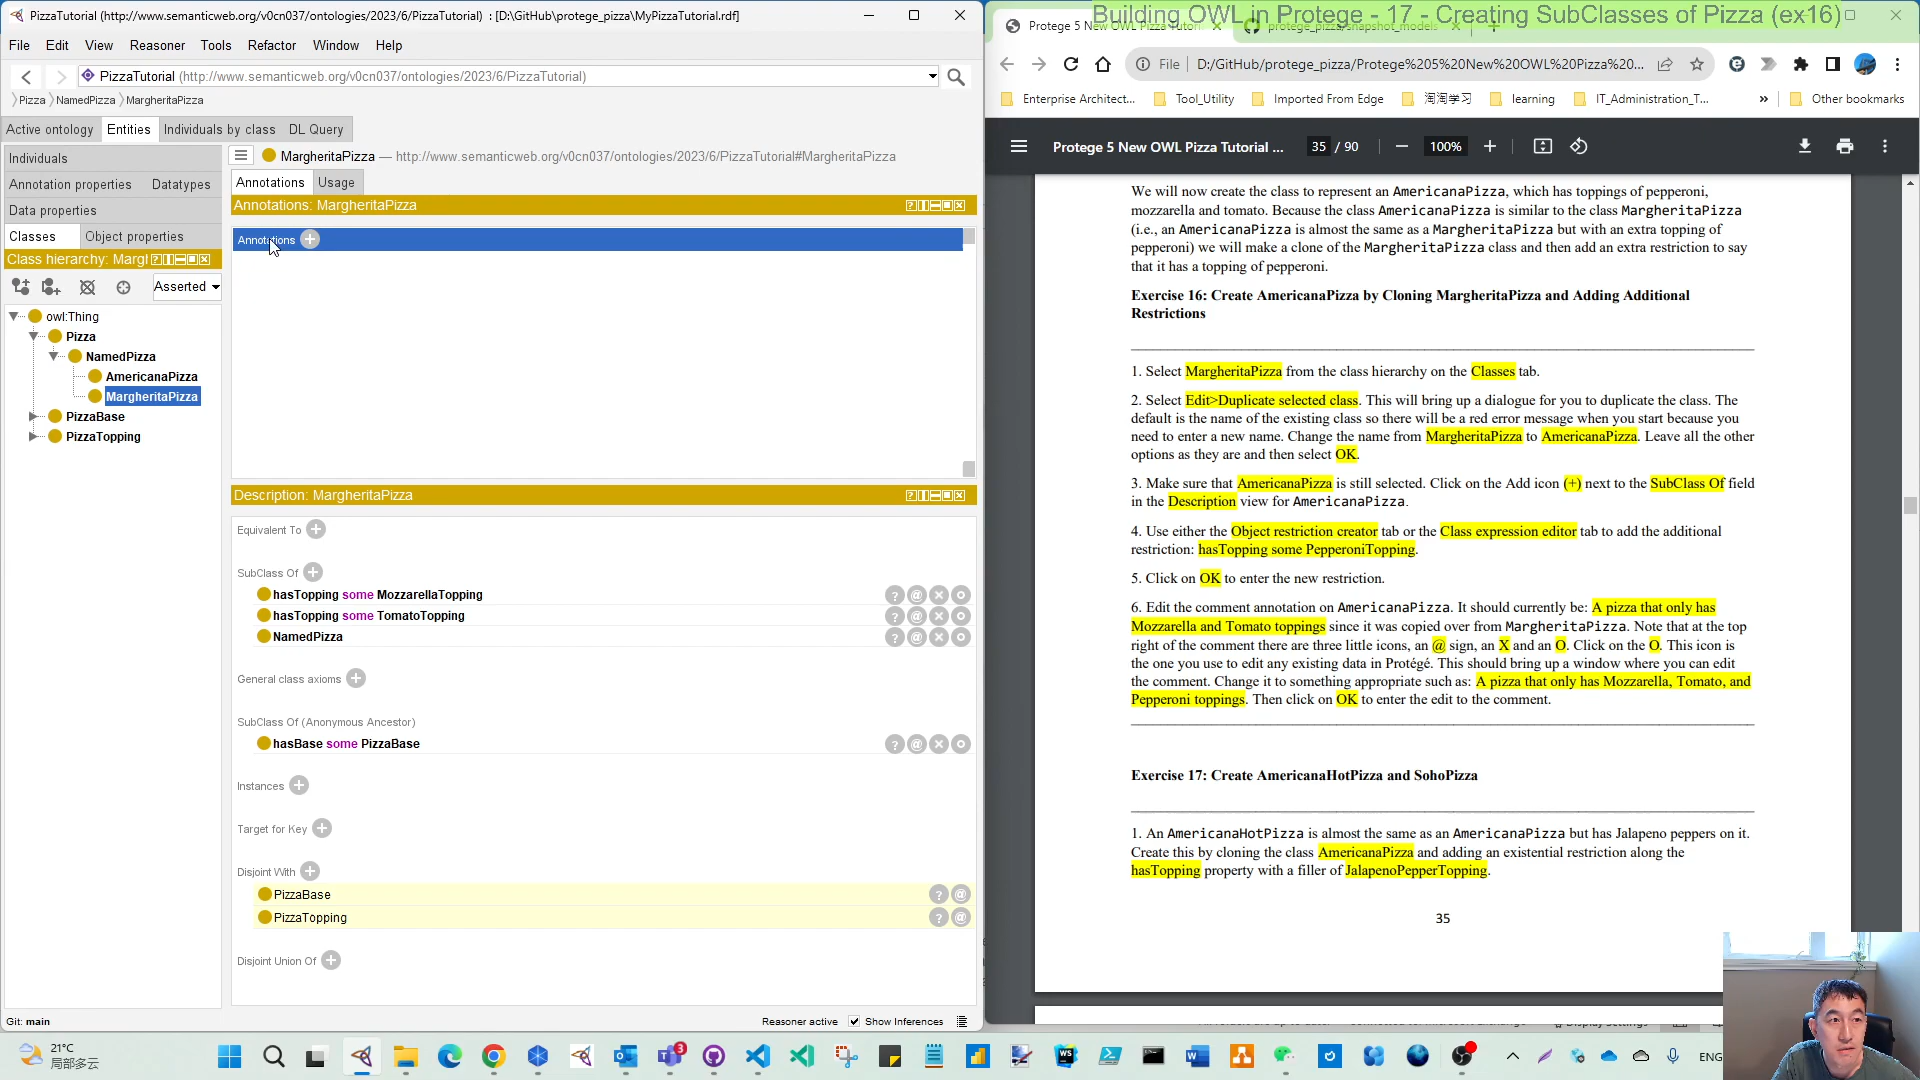 PizzaTutorial (http://www.semanticweb.org/v0cn037/ontologies/2023/6/PizzaTutorial) : [D:\GitHub\protege_pizza\MyPizzaTutorial.rdf]
File Edit View Reasoner Tools Refactor Window Help
PizzaTutorial (http://www.semanticweb.org/v0cn037/ontologies/2023/6/PizzaTutorial)
Pizza NamedPizza MargheritaPizza
Active ontology Entities Individuals by class DL Query
Individuals
Annotation properties Datatypes
Data properties
Classes Object properties
Class hierarchy: Margl
Asserted
owl:Thing
Pizza
NamedPizza
AmericanaPizza
MargheritaPizza
PizzaBase
PizzaTopping
MargheritaPizza — http://www.semanticweb.org/v0cn037/ontologies/2023/6/PizzaTutorial#MargheritaPizza
Annotations Usage
Annotations: MargheritaPizza
Annotations
Description: MargheritaPizza
Equivalent To
SubClass Of
hasTopping some MozzarellaTopping
hasTopping some TomatoTopping
NamedPizza
General class axioms
SubClass Of (Anonymous Ancestor)
hasBase some PizzaBase
Instances
Target for Key
Disjoint With
PizzaBase
PizzaTopping
Disjoint Union Of
Git: main
Reasoner active Show Inferences
Building OWL in Protege - 17 - Creating SubClasses of Pizza (ex16)
Protege 5 New OWL Pizza Tutori
protege_pizza/snapshot_models
File D:/GitHub/protege_pizza/Protege%205%20New%20OWL%20Pizza%20...
Enterprise Architect... Tool_Utility Imported From Edge 淘淘学习 learning IT_Administration_T... » Other bookmarks
Protege 5 New OWL Pizza Tutorial ... 35 / 90 100%
We will now create the class to represent an AmericanaPizza, which has toppings of pepperoni,
mozzarella and tomato. Because the class AmericanaPizza is similar to the class MargheritaPizza
(i.e., an AmericanaPizza is almost the same as a MargheritaPizza but with an extra topping of
pepperoni) we will make a clone of the MargheritaPizza class and then add an extra restriction to say
that it has a topping of pepperoni.
Exercise 16: Create AmericanaPizza by Cloning MargheritaPizza and Adding Additional
Restrictions
1. Select MargheritaPizza from the class hierarchy on the Classes tab.
2. Select Edit>Duplicate selected class. This will bring up a dialogue for you to duplicate the class. The
default is the name of the existing class so there will be a red error message when you start because you
need to enter a new name. Change the name from MargheritaPizza to AmericanaPizza. Leave all the other
options as they are and then select OK.
3. Make sure that AmericanaPizza is still selected. Click on the Add icon (+) next to the SubClass Of field
in the Description view for AmericanaPizza.
4. Use either the Object restriction creator tab or the Class expression editor tab to add the additional
restriction: hasTopping some PepperoniTopping.
5. Click on OK to enter the new restriction.
6. Edit the comment annotation on AmericanaPizza. It should currently be: A pizza that only has
Mozzarella and Tomato toppings since it was copied over from MargheritaPizza. Note that at the top
right of the comment there are three little icons, an @ sign, an X and an O. Click on the O. This icon is
the one you use to edit any existing data in Protégé. This should bring up a window where you can edit
the comment. Change it to something appropriate such as: A pizza that only has Mozzarella, Tomato, and
Pepperoni toppings. Then click on OK to enter the edit to the comment.
Exercise 17: Create AmericanaHotPizza and SohoPizza
1. An AmericanaHotPizza is almost the same as an AmericanaPizza but has Jalapeno peppers on it.
Create this by cloning the class AmericanaPizza and adding an existential restriction along the
hasTopping property with a filler of JalapenoPepperTopping.
35
21°C
局部多云
3
ENG